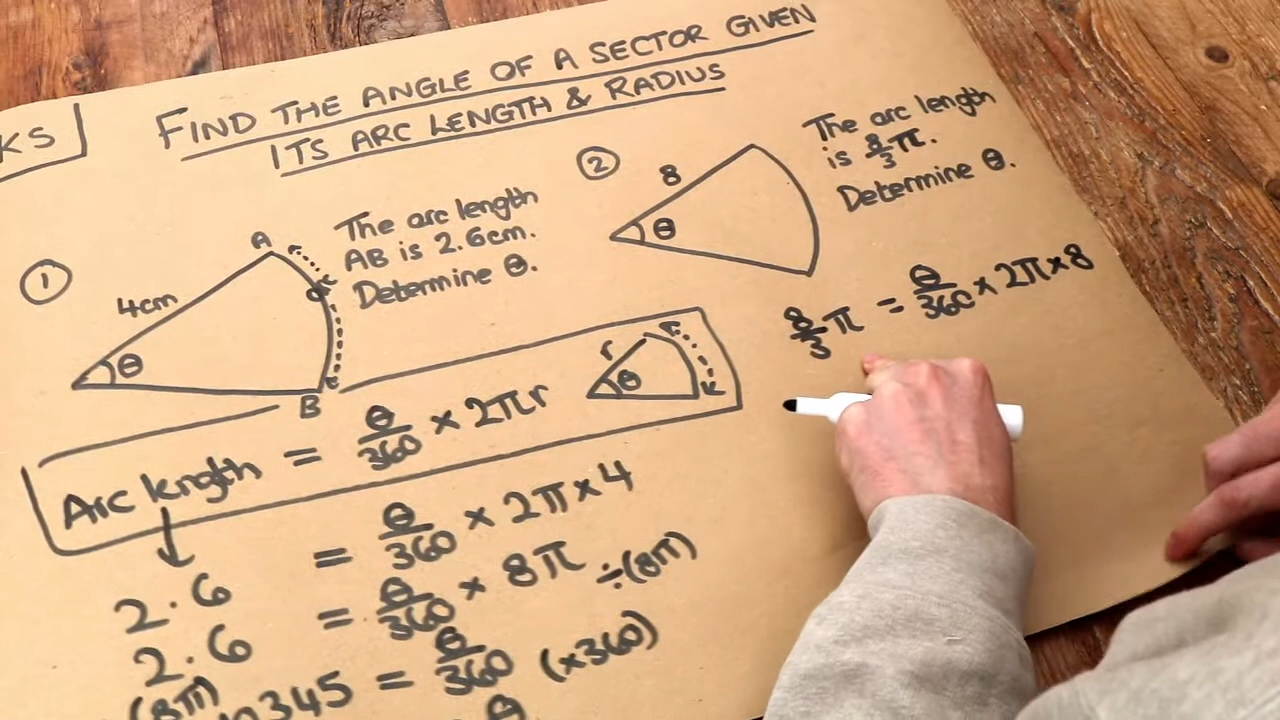 KS
FIND THE ANGLE OF A SECTOR GIVEN
ITS ARC LENGTH & RADIUS
①
A
4cm
θ
B
The arc length
AB is 2.6cm.
Determine θ.
Arc length = θ/360 × 2πr
r
θ
2.6 = θ/360 × 2π×4
2.6 = θ/360 × 8π ÷(8π)
(8π)
345 = θ/360 (×360)
θ
②
8
θ
The arc length
is 8/3 π.
Determine θ.
8/3 π = θ/360 × 2π×8